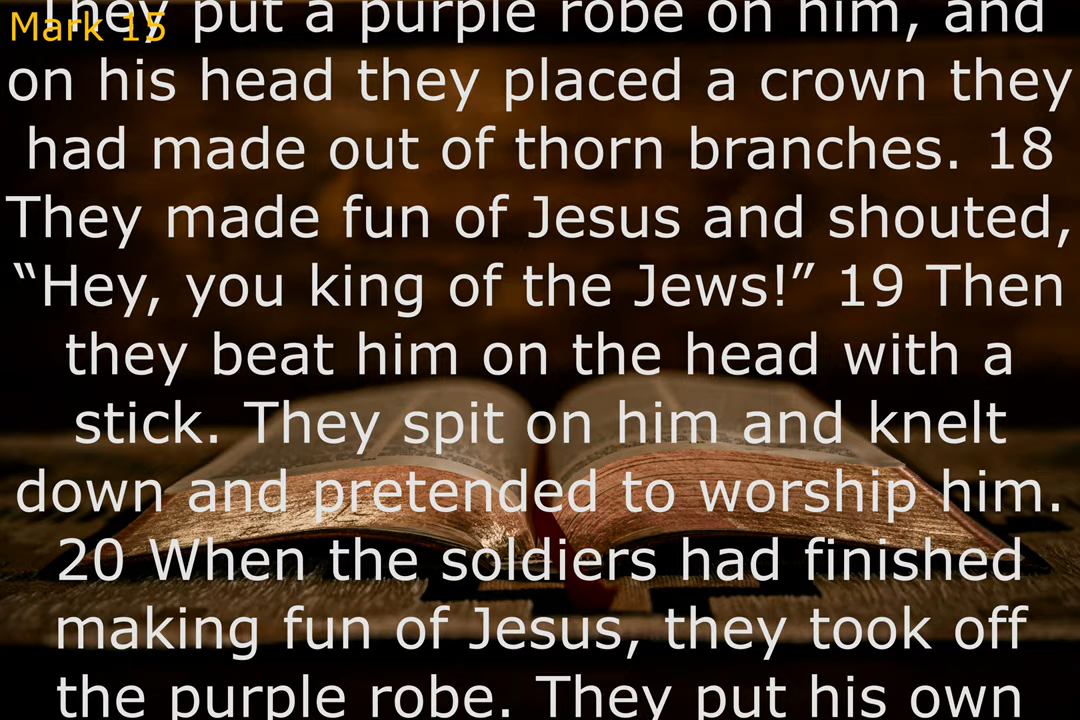 Mark 15
They put a purple robe on him, and
on his head they placed a crown they
had made out of thorn branches. 18
They made fun of Jesus and shouted,
“Hey, you king of the Jews!” 19 Then
they beat him on the head with a
stick. They spit on him and knelt
down and pretended to worship him.
20 When the soldiers had finished
making fun of Jesus, they took off
the purple robe. They put his own